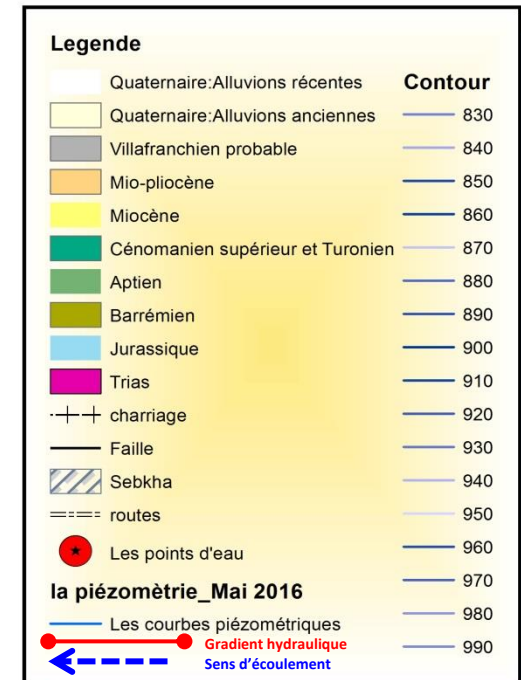 Legende
Quaternaire:Alluvions récentes
Quaternaire:Alluvions anciennes
Villafranchien probable
Mio-pliocène
Miocène
Cénomanien supérieur et Turonien
Aptien
Barrémien
Jurassique
Trias
charriage
Faille
Sebkha
routes
Les points d'eau
la piézomètrie_Mai 2016
Les courbes piézométriques
Gradient hydraulique
Sens d'écoulement
Contour
830
840
850
860
870
880
890
900
910
920
930
940
950
960
970
980
990